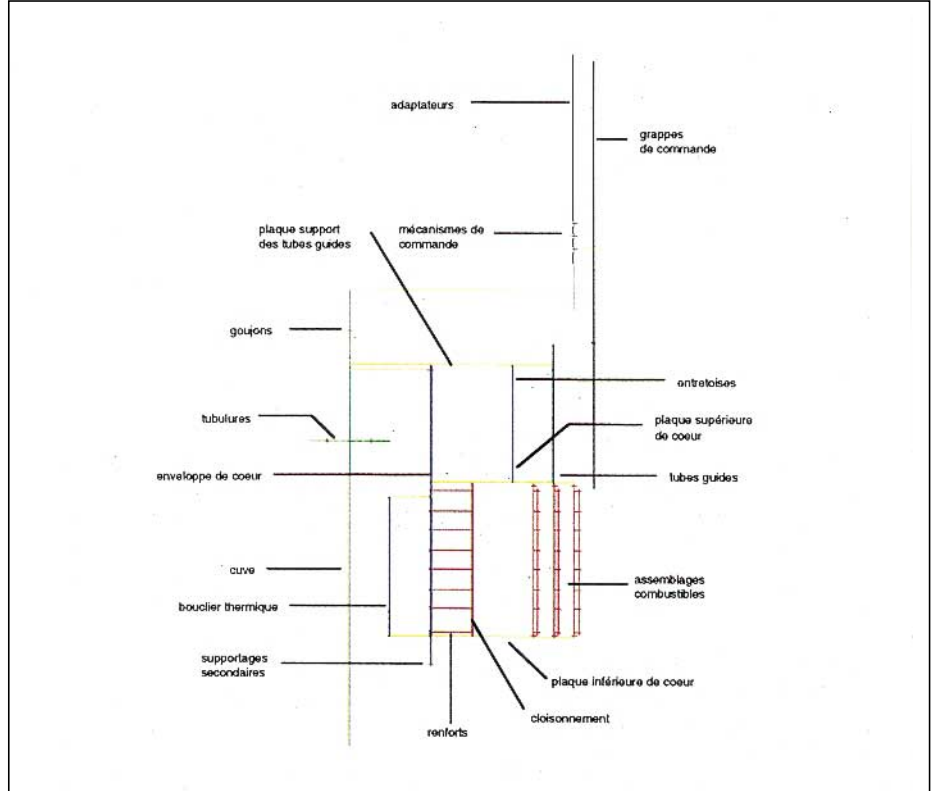 adaptateurs
grappes
de commande
plaque support
des tubes guides
mécanismes de
commande
goujons
entretoises
tubulures
plaque supérieure
de coeur
enveloppe de coeur
tubes guides
cuve
assemblages
combustibles
bouclier thermique
supportages
secondaires
plaque inférieure de coeur
cloisonnement
renforts